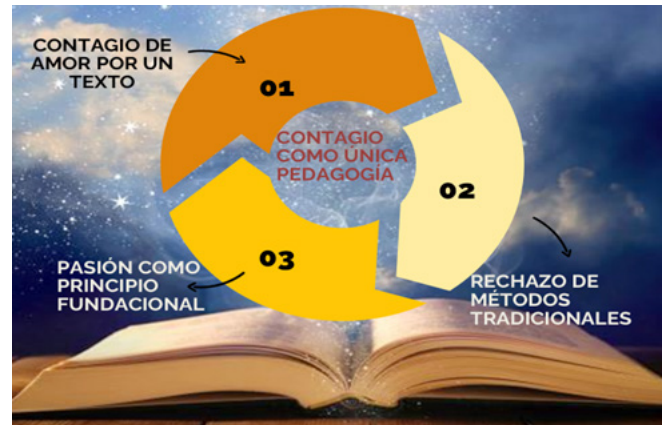 CONTAGIO DE
AMOR POR UN
TEXTO
01
CONTAGIO
COMO ÚNICA
PEDAGOGÍA
02
RECHAZO DE
MÉTODOS
TRADICIONALES
03
PASIÓN COMO
PRINCIPIO
FUNDACIONAL